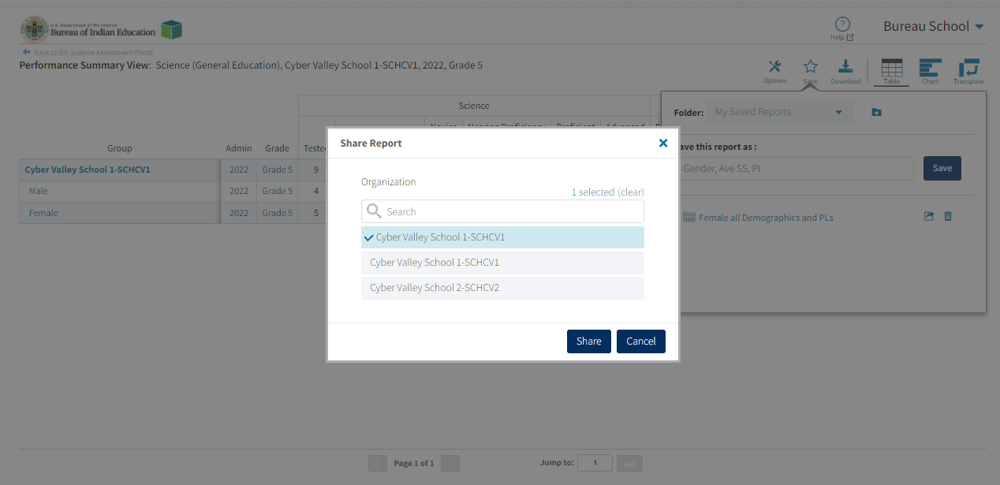 U.S. Department of the Interior
Bureau of Indian Education
?
Help
Bureau School
Back to BIE Science Assessment Portal
Performance Summary View: Science (General Education), Cyber Valley School 1-SCHCV1, 2022, Grade 5
Options
Save
Download
Table
Chart
Transpose
Science
Folder:
My Saved Reports
Novice
Nearing Proficiency
Proficient
Advanced
Group
Admin
Grade
Teste
ave this report as :
Cyber Valley School 1-SCHCV1
2022
Grade 5
9
Gender, Ave SS, PI
Save
Male
2022
Grade 5
4
Female
2022
Grade 5
5
Female all Demographics and PLs
Share Report
Organization
1 selected (clear)
Search
Cyber Valley School 1-SCHCV1
Cyber Valley School 1-SCHCV1
Cyber Valley School 2-SCHCV2
Share
Cancel
Page 1 of 1
Jump to:
1
Go